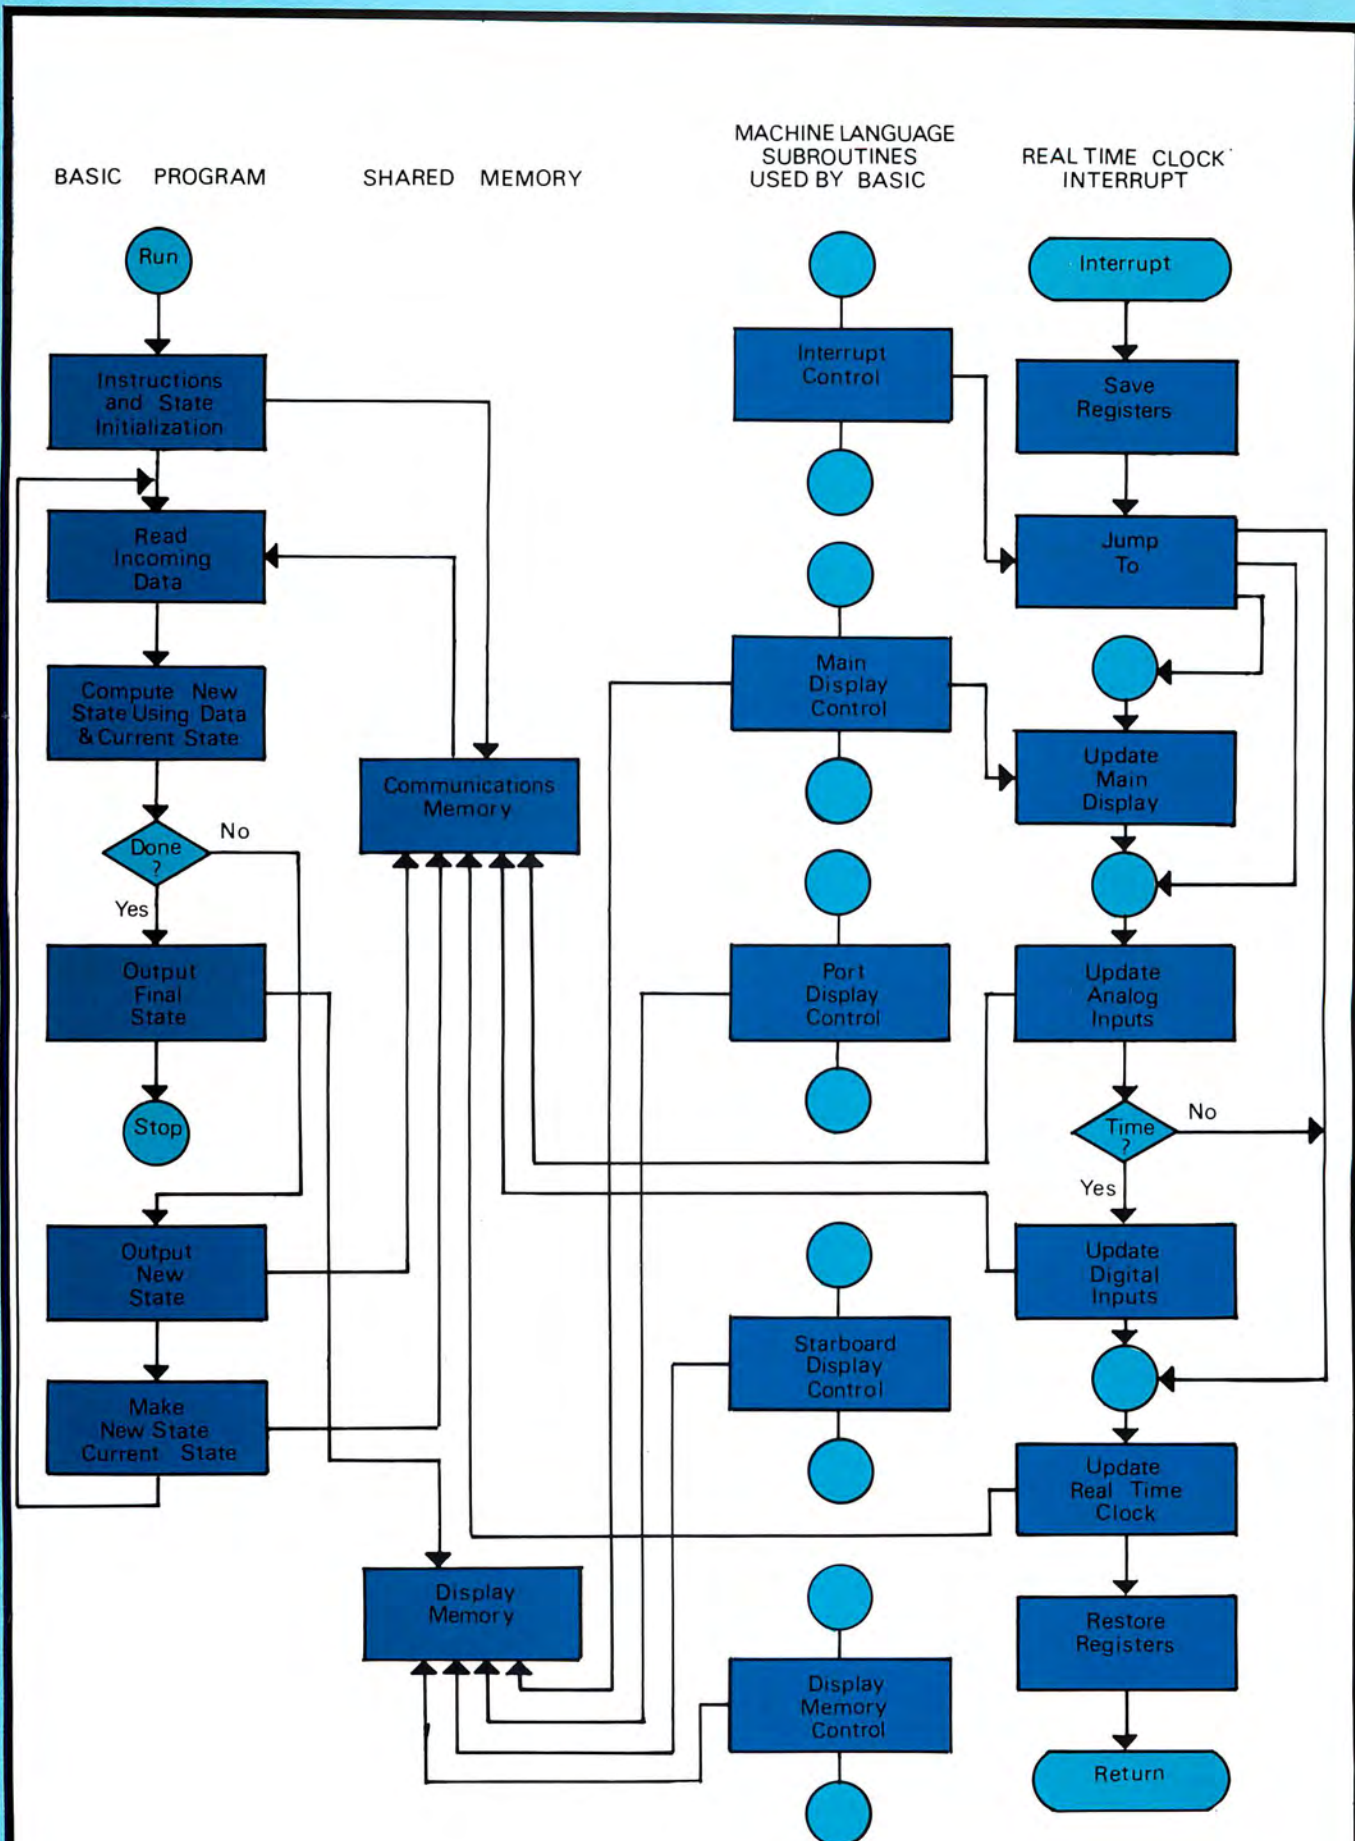 BASIC PROGRAM
SHARED MEMORY
MACHINE LANGUAGE
SUBROUTINES
USED BY BASIC
REAL TIME CLOCK
INTERRUPT
Run
Instructions
and State
Initialization
Read
Incoming
Data
Compute New
State Using Data
& Current State
Done
?
No
Yes
Output
Final
State
Stop
Output
New
State
Make
New State
Current State
Communications
Memory
Display
Memory
Interrupt
Control
Main
Display
Control
Port
Display
Control
Starboard
Display
Control
Display
Memory
Control
Interrupt
Save
Registers
Jump
To
Update
Main
Display
Update
Analog
Inputs
Time
?
No
Yes
Update
Digital
Inputs
Update
Real Time
Clock
Restore
Registers
Return